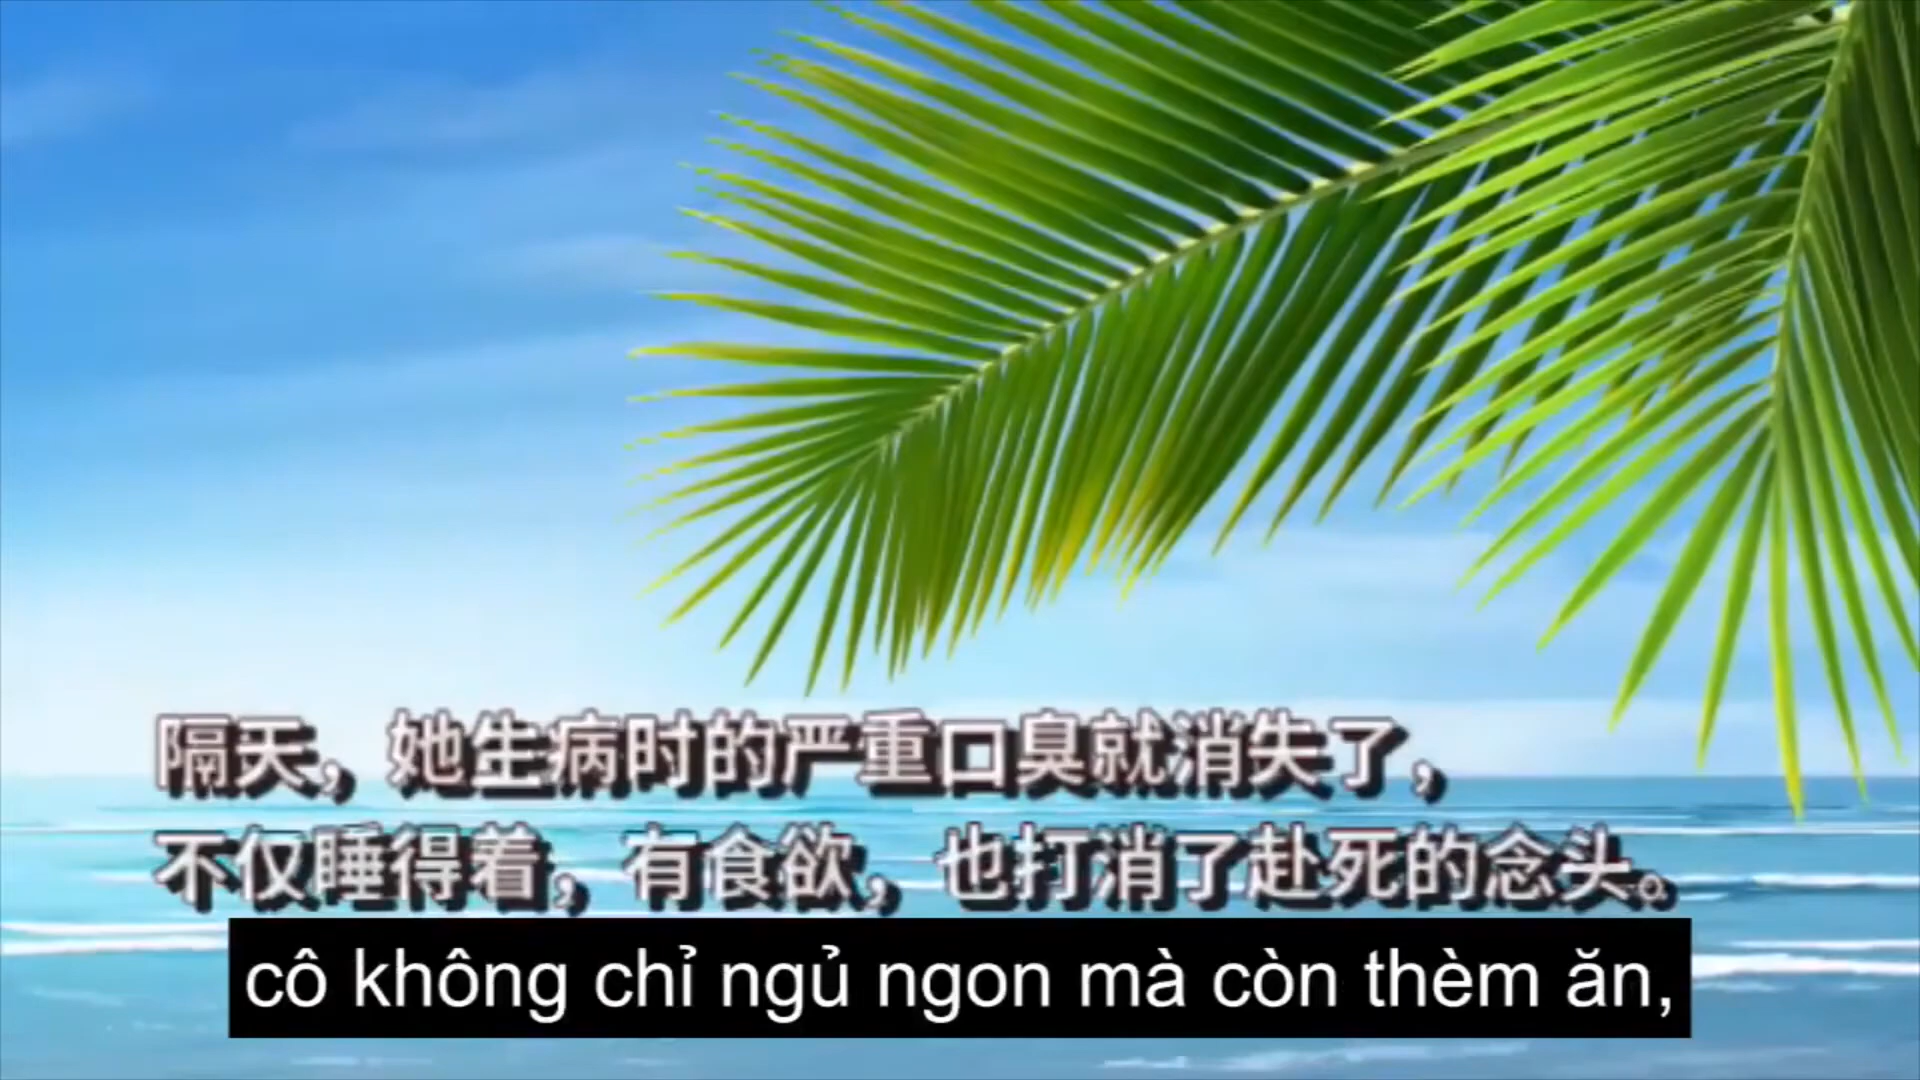 隔天，她生病时的严重口臭就消失了，
不仅睡得着，有食欲，也打消了赴死的念头。
cô không chỉ ngủ ngon mà còn thèm ăn,